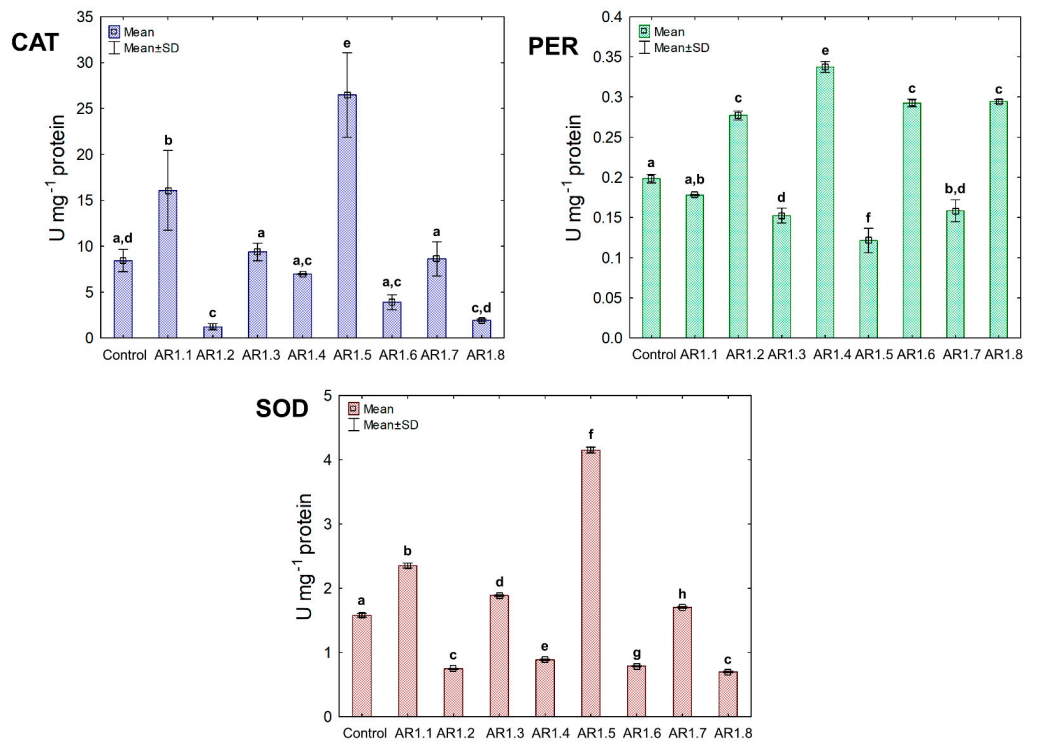 CAT
U mg⁻¹ protein
35
30
25
20
15
10
5
0
Mean
Mean±SD
a,d
b
c
a
a,c
e
a,c
a
c,d
Control AR1.1 AR1.2 AR1.3 AR1.4 AR1.5 AR1.6 AR1.7 AR1.8
PER
U mg⁻¹ protein
0.4
0.35
0.3
0.25
0.2
0.15
0.1
0.05
0.0
Mean
Mean±SD
a
a,b
c
d
e
f
c
b,d
c
Control AR1.1 AR1.2 AR1.3 AR1.4 AR1.5 AR1.6 AR1.7 AR1.8
SOD
U mg⁻¹ protein
5
4
3
2
1
0
Mean
Mean±SD
a
b
c
d
e
f
g
h
c
Control AR1.1 AR1.2 AR1.3 AR1.4 AR1.5 AR1.6 AR1.7 AR1.8